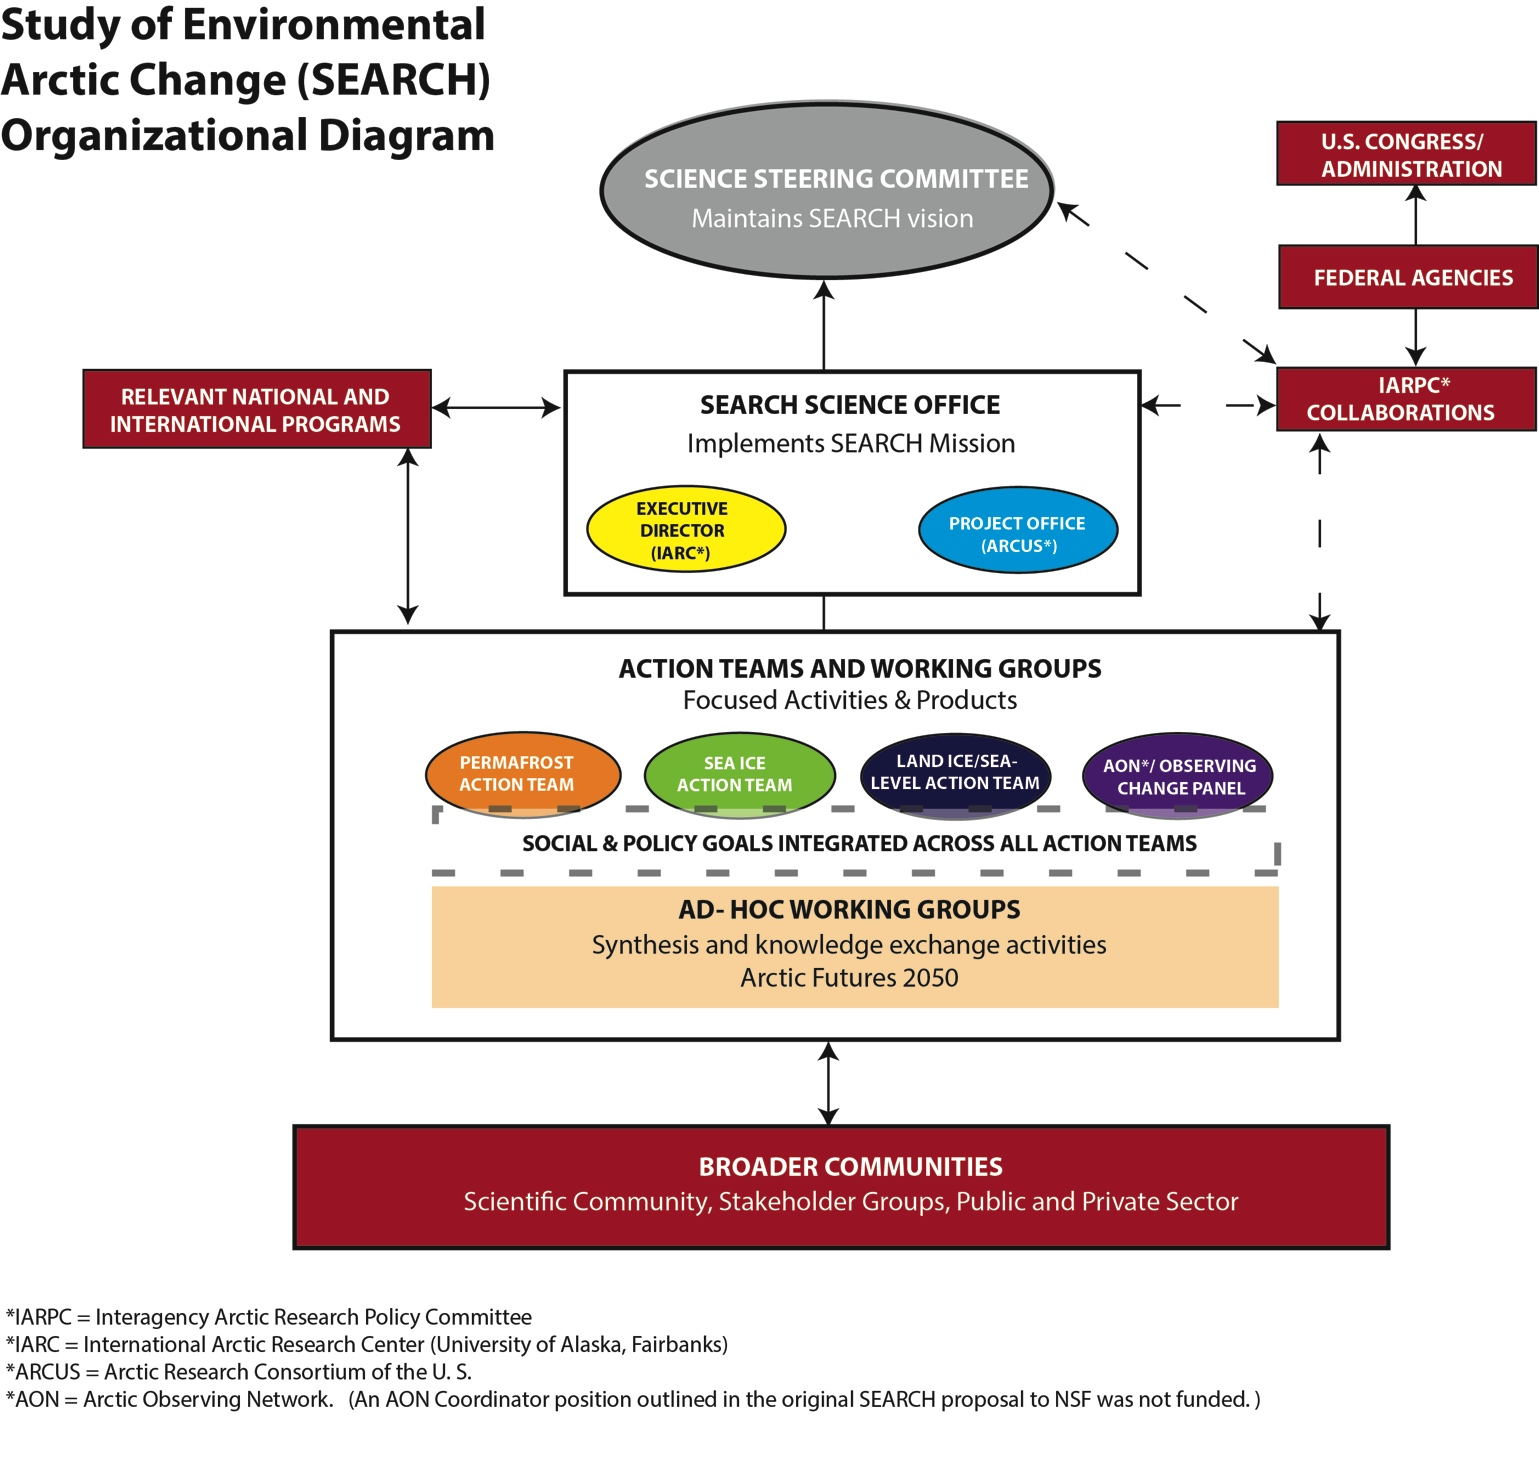 Study of Environmental
Arctic Change (SEARCH)
Organizational Diagram
SCIENCE STEERING COMMITTEE
Maintains SEARCH vision
U.S. CONGRESS/
ADMINISTRATION
FEDERAL AGENCIES
IARPC*
COLLABORATIONS
RELEVANT NATIONAL AND
INTERNATIONAL PROGRAMS
SEARCH SCIENCE OFFICE
Implements SEARCH Mission
EXECUTIVE
DIRECTOR
(IARC*)
PROJECT OFFICE
(ARCUS*)
ACTION TEAMS AND WORKING GROUPS
Focused Activities & Products
PERMAFROST
ACTION TEAM
SEA ICE
ACTION TEAM
LAND ICE/SEA-
LEVEL ACTION TEAM
AON*/ OBSERVING
CHANGE PANEL
SOCIAL & POLICY GOALS INTEGRATED ACROSS ALL ACTION TEAMS
AD- HOC WORKING GROUPS
Synthesis and knowledge exchange activities
Arctic Futures 2050
BROADER COMMUNITIES
Scientific Community, Stakeholder Groups, Public and Private Sector
*IARPC = Interagency Arctic Research Policy Committee
*IARC = International Arctic Research Center (University of Alaska, Fairbanks)
*ARCUS = Arctic Research Consortium of the U. S.
*AON = Arctic Observing Network. (An AON Coordinator position outlined in the original SEARCH proposal to NSF was not funded. )